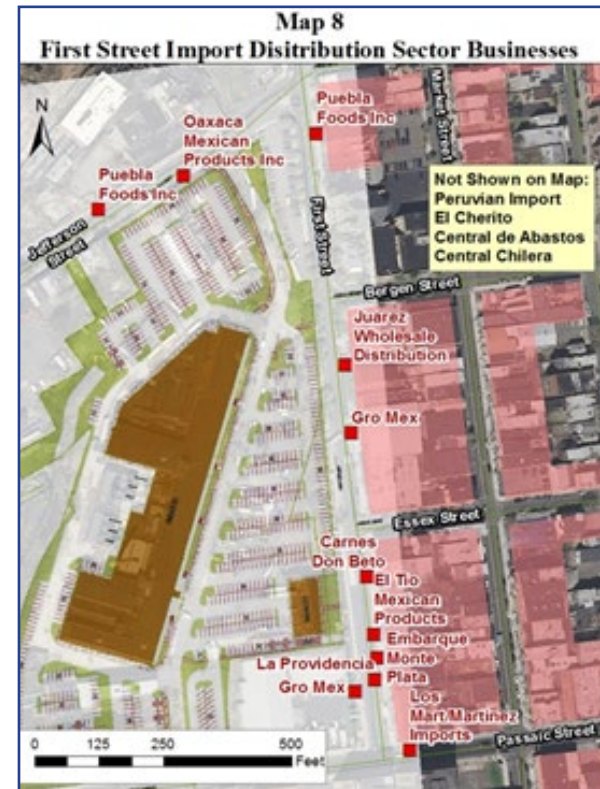 Map 8
First Street Import Disitribution Sector Businesses
N
Puebla
Foods Inc
Oaxaca
Mexican
Products Inc
Puebla
Foods Inc
Jefferson
Street
First Street
Market Street
Not Shown on Map:
Peruvian Import
El Cherito
Central de Abastos
Central Chilera
Bergen Street
Juarez
Wholesale
Distribution
Gro Mex
Essex Street
Carnes
Don Beto
El Tio
Mexican
Products
Embarque
Monte
Plata
La Providencia
Gro Mex
Los
Mart/Martinez
Imports
Passaic Street
0 125 250 500
Feet